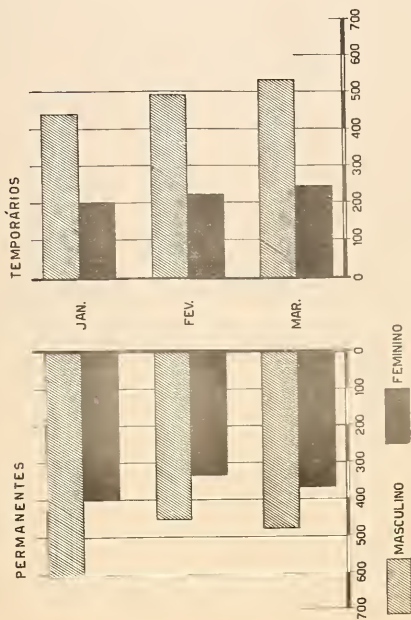 PERMANENTES
TEMPORÁRIOS
JAN.
FEV.
MAR.
700 600 500 400 300 200 100 0
0 100 200 300 400 500 600 700
MASCULINO
FEMININO